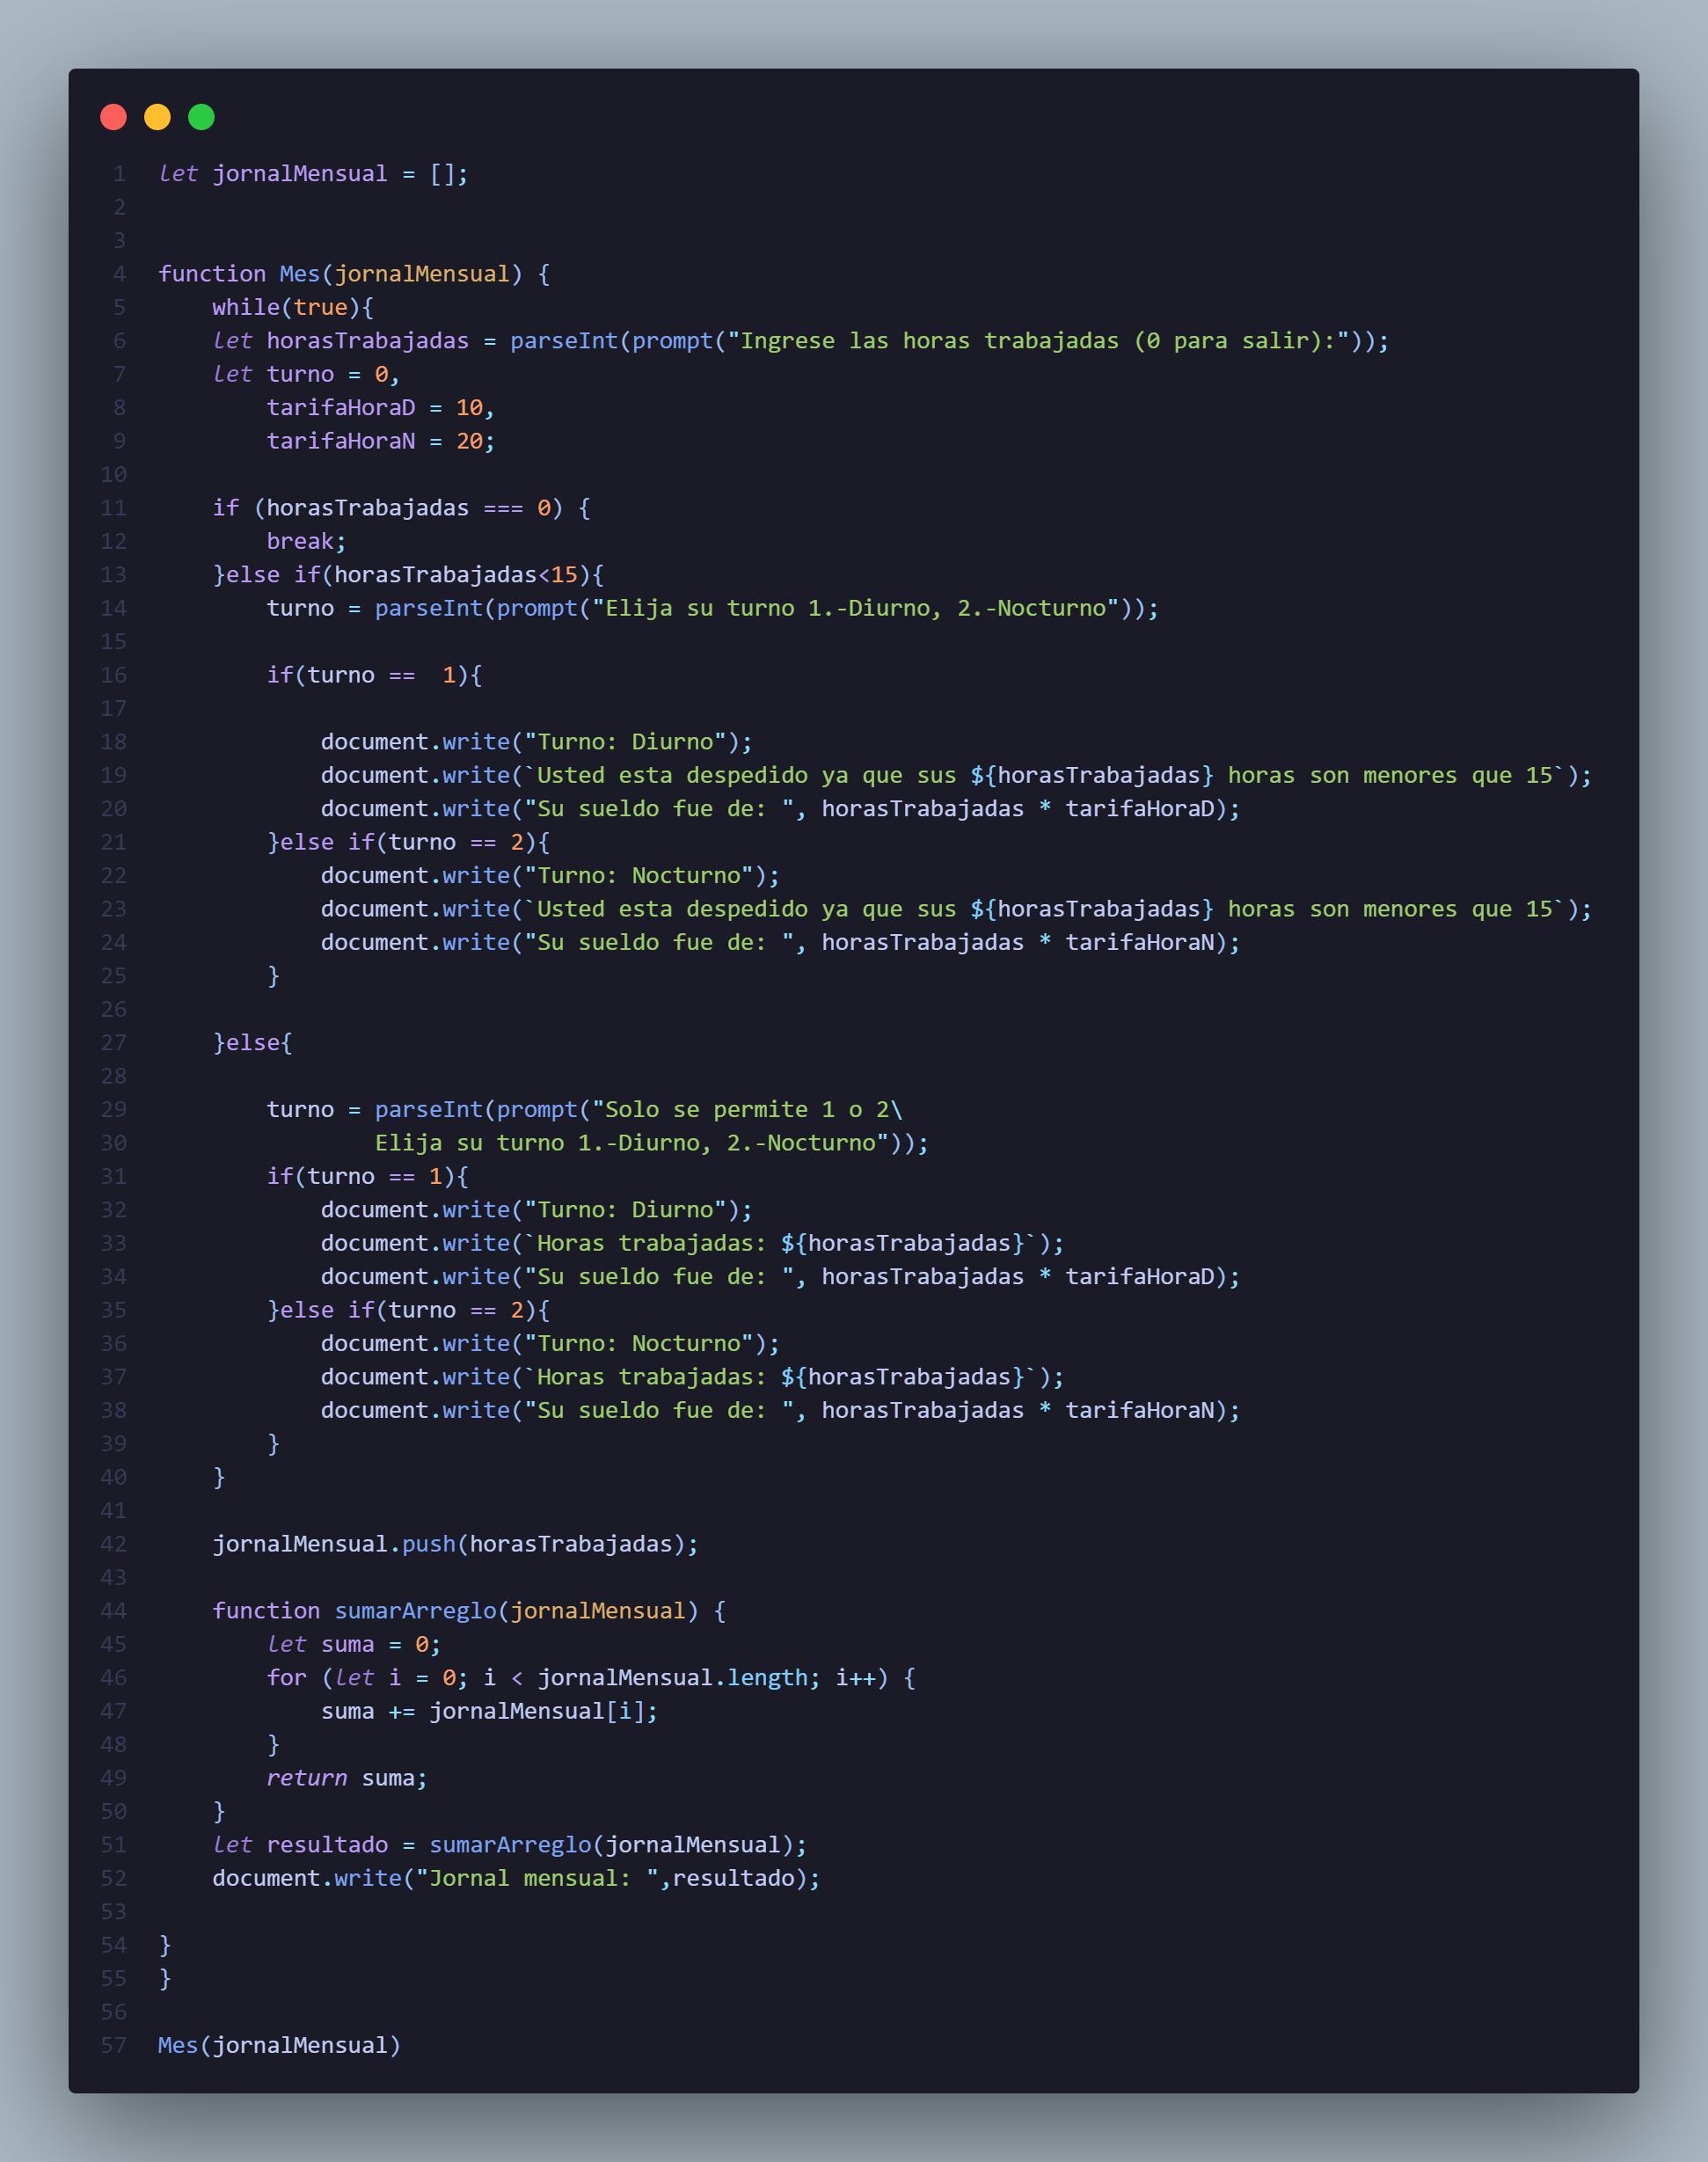 1 let jornalMensual = [];
2
3
4 function Mes(jornalMensual) {
5     while(true){
6     let horasTrabajadas = parseInt(prompt("Ingrese las horas trabajadas (0 para salir):"));
7     let turno = 0,
8         tarifaHoraD = 10,
9         tarifaHoraN = 20;
10
11     if (horasTrabajadas === 0) {
12         break;
13     }else if(horasTrabajadas<15){
14         turno = parseInt(prompt("Elija su turno 1.-Diurno, 2.-Nocturno"));
15
16         if(turno ==  1){
17
18             document.write("Turno: Diurno");
19             document.write(`Usted esta despedido ya que sus ${horasTrabajadas} horas son menores que 15`);
20             document.write("Su sueldo fue de: ", horasTrabajadas * tarifaHoraD);
21         }else if(turno == 2){
22             document.write("Turno: Nocturno");
23             document.write(`Usted esta despedido ya que sus ${horasTrabajadas} horas son menores que 15`);
24             document.write("Su sueldo fue de: ", horasTrabajadas * tarifaHoraN);
25         }
26
27     }else{
28
29         turno = parseInt(prompt("Solo se permite 1 o 2\
30                 Elija su turno 1.-Diurno, 2.-Nocturno"));
31         if(turno == 1){
32             document.write("Turno: Diurno");
33             document.write(`Horas trabajadas: ${horasTrabajadas}`);
34             document.write("Su sueldo fue de: ", horasTrabajadas * tarifaHoraD);
35         }else if(turno == 2){
36             document.write("Turno: Nocturno");
37             document.write(`Horas trabajadas: ${horasTrabajadas}`);
38             document.write("Su sueldo fue de: ", horasTrabajadas * tarifaHoraN);
39         }
40     }
41
42     jornalMensual.push(horasTrabajadas);
43
44     function sumarArreglo(jornalMensual) {
45         let suma = 0;
46         for (let i = 0; i < jornalMensual.length; i++) {
47             suma += jornalMensual[i];
48         }
49         return suma;
50     }
51     let resultado = sumarArreglo(jornalMensual);
52     document.write("Jornal mensual: ",resultado);
53
54 }
55 }
56
57 Mes(jornalMensual)